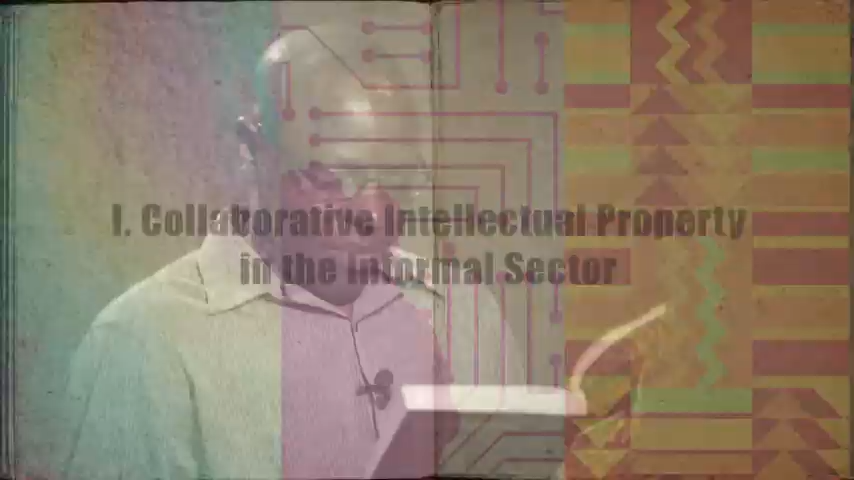 I. Collaborative Intellectual Property
in the Informal Sector